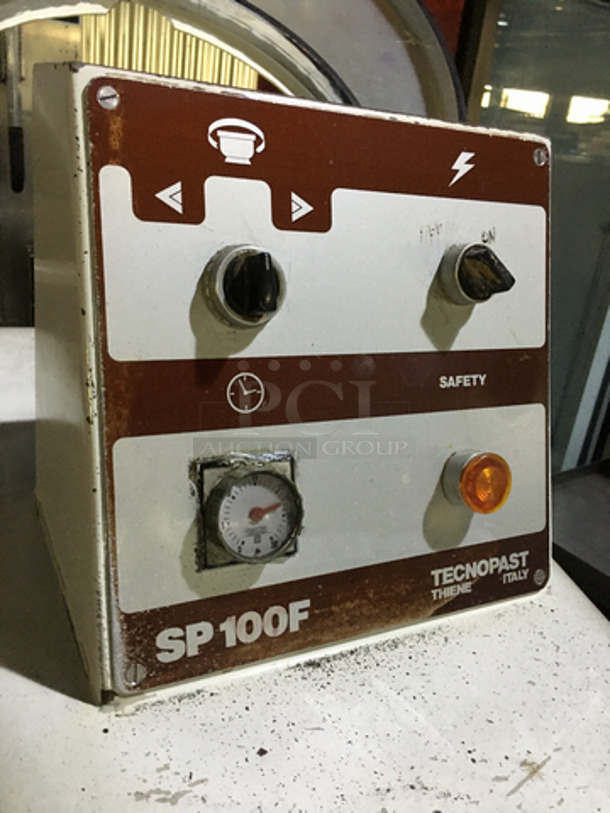 SAFETY
PCI
AUCTION GROUP
TECNOPAST
THIENE ITALY
SP 100F